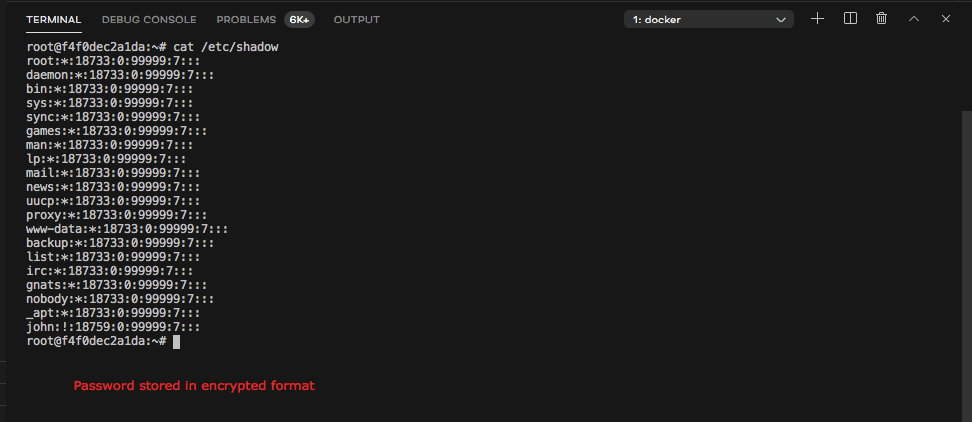 TERMINAL DEBUG CONSOLE PROBLEMS 6K+ OUTPUT 1: docker
root@f4f0dec2a1da:~# cat /etc/shadow
root:*:18733:0:99999:7:::
daemon:*:18733:0:99999:7:::
bin:*:18733:0:99999:7:::
sys:*:18733:0:99999:7:::
sync:*:18733:0:99999:7:::
games:*:18733:0:99999:7:::
man:*:18733:0:99999:7:::
lp:*:18733:0:99999:7:::
mail:*:18733:0:99999:7:::
news:*:18733:0:99999:7:::
uucp:*:18733:0:99999:7:::
proxy:*:18733:0:99999:7:::
www-data:*:18733:0:99999:7:::
backup:*:18733:0:99999:7:::
list:*:18733:0:99999:7:::
irc:*:18733:0:99999:7:::
gnats:*:18733:0:99999:7:::
nobody:*:18733:0:99999:7:::
_apt:*:18733:0:99999:7:::
john:!:18759:0:99999:7:::
root@f4f0dec2a1da:~#
Password stored in encrypted format